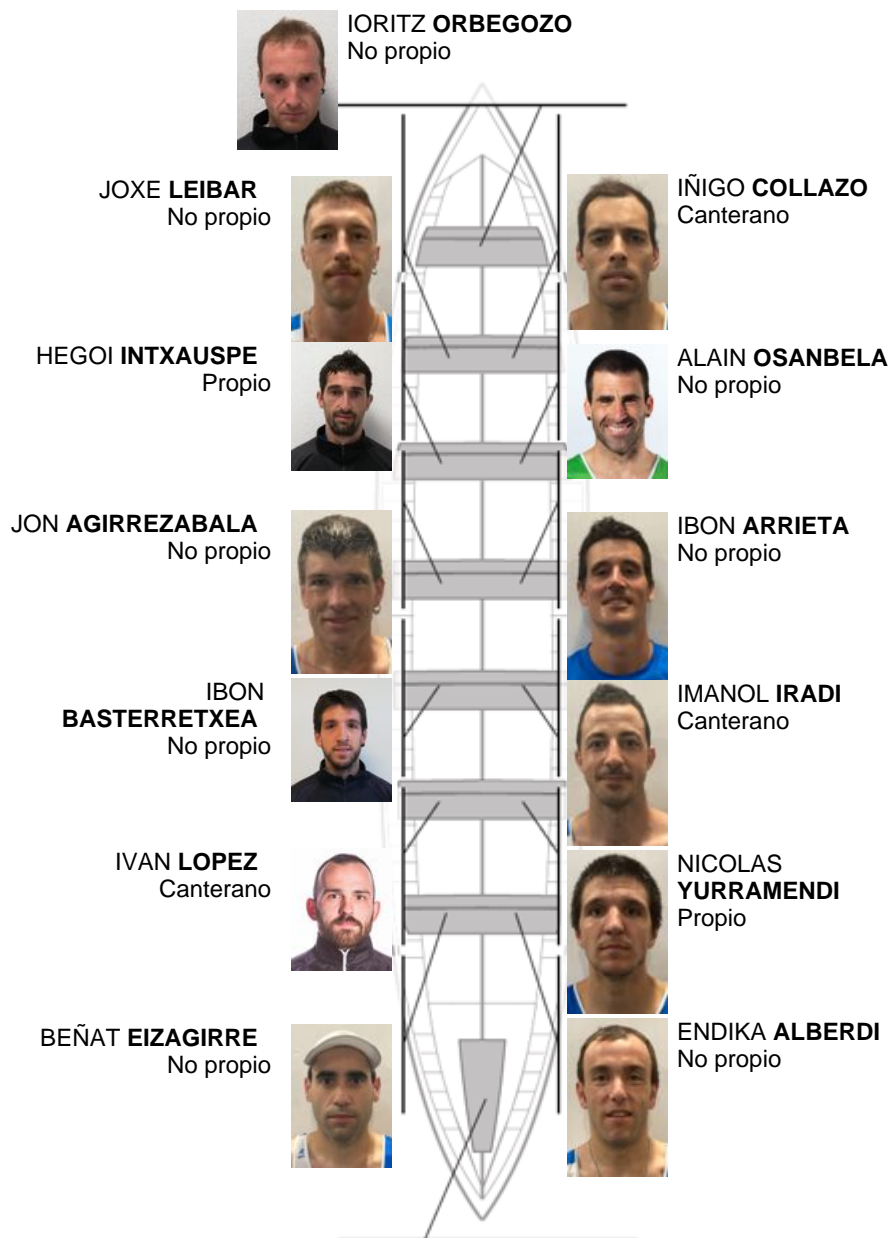 IORITZ ORBEGOZO
No propio
JOXE LEIBAR
No propio
IÑIGO COLLAZO
Canterano
HEGOI INTXAUSPE
Propio
ALAIN OSANBELA
No propio
JON AGIRREZABALA
No propio
IBON ARRIETA
No propio
IBON
BASTERRETXEA
No propio
IMANOL IRADI
Canterano
IVAN LOPEZ
Canterano
NICOLAS
YURRAMENDI
Propio
BEÑAT EIZAGIRRE
No propio
ENDIKA ALBERDI
No propio